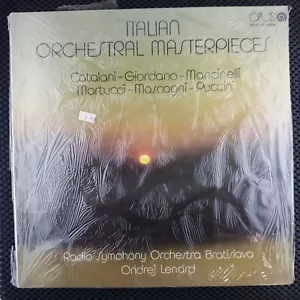 ITALIAN
ORCHESTRAL MASTERPIECES
Catalani - Giordano - Mancinelli
Martucci - Mascagni - Puccini
Radio Symphony Orchestra Bratislava
Ondrej Lenárd